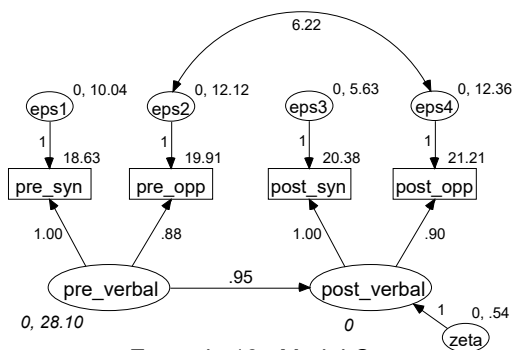 6.22
0, 10.04
0, 12.12
0, 5.63
0, 12.36
eps1
eps2
eps3
eps4
1
1
1
1
18.63
19.91
20.38
21.21
pre_syn
pre_opp
post_syn
post_opp
1.00
.88
1.00
.90
.95
pre_verbal
post_verbal
0, 28.10
0
1
0, .54
zeta